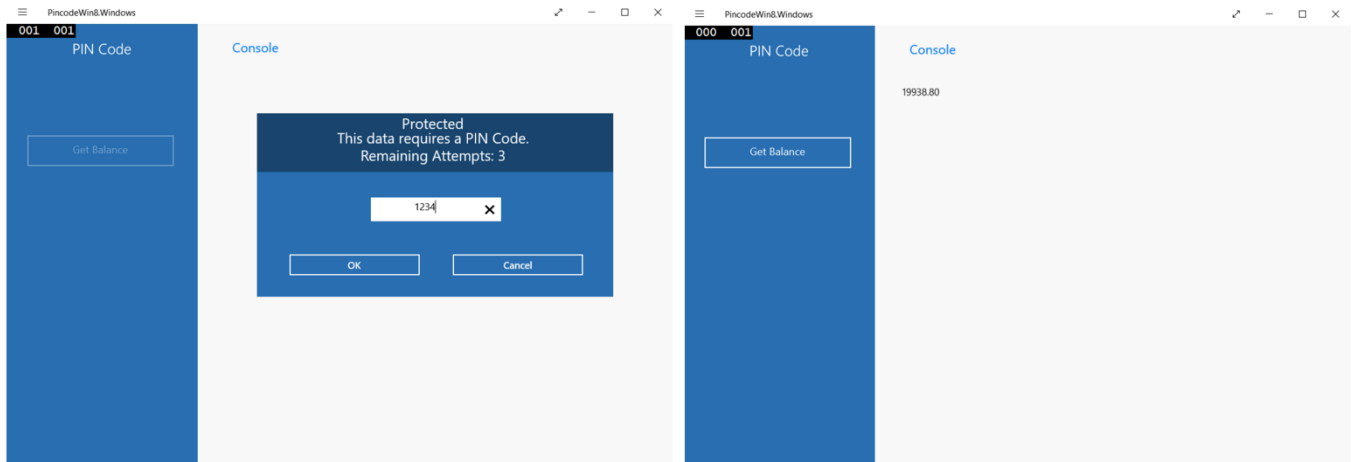 PincodeWin8.Windows
001 001
PIN Code
Console
Get Balance
Protected
This data requires a PIN Code.
Remaining Attempts: 3
1234
OK Cancel
PincodeWin8.Windows
000 001
PIN Code
Console
19938.80
Get Balance